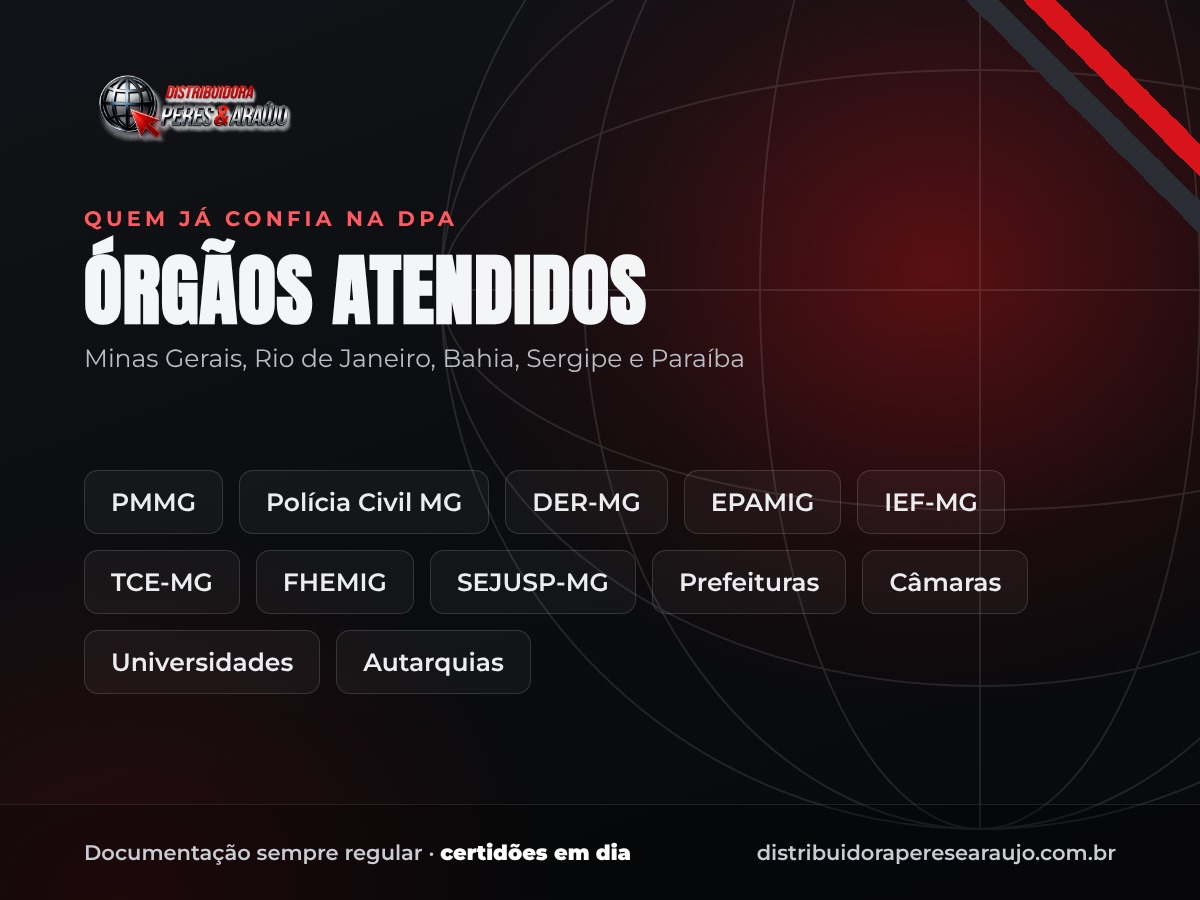 DISTRIBUIDORA
PERES & ARAÚJO
QUEM JÁ CONFIA NA DPA
ÓRGÃOS ATENDIDOS
Minas Gerais, Rio de Janeiro, Bahia, Sergipe e Paraíba
PMMG Polícia Civil MG DER-MG EPAMIG IEF-MG
TCE-MG FHEMIG SEJUSP-MG Prefeituras Câmaras
Universidades Autarquias
Documentação sempre regular · certidões em dia distribuidoraperesearaujo.com.br